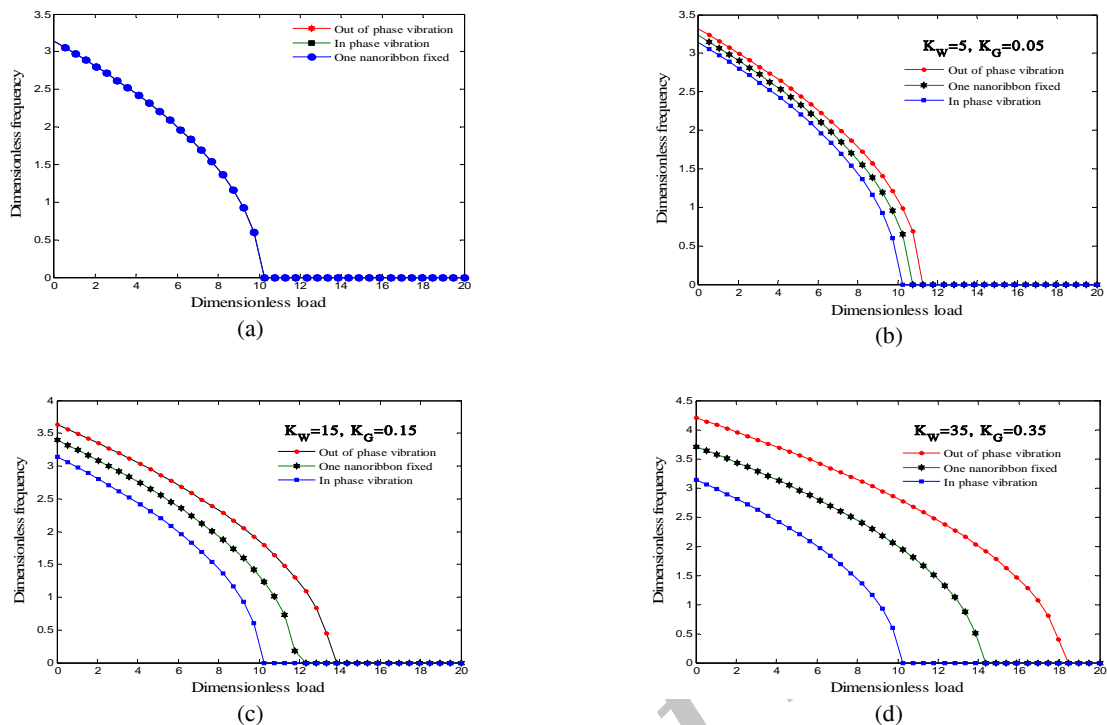 3.5
3
2.5
2
1.5
1
0.5
0
0 2 4 6 8 10 12 14 16 18 20
Dimensionless frequency
Dimensionless load
Out of phase vibration
In phase vibration
One nanoribbon fixed
(a)
3.5
3
2.5
2
1.5
1
0.5
0
0 2 4 6 8 10 12 14 16 18 20
Dimensionless frequency
Dimensionless load
K_W=5, K_G=0.05
Out of phase vibration
One nanoribbon fixed
In phase vibration
(b)
4
3.5
3
2.5
2
1.5
1
0.5
0
0 2 4 6 8 10 12 14 16 18 20
Dimensionless frequency
Dimensionless load
K_W=15, K_G=0.15
Out of phase vibration
One nanoribbon fixed
In phase vibration
(c)
4.5
4
3.5
3
2.5
2
1.5
1
0.5
0
0 2 4 6 8 10 12 14 16 18 20
Dimensionless frequency
Dimensionless load
K_W=35, K_G=0.35
Out of phase vibration
One nanoribbon fixed
In phase vibration
(d)